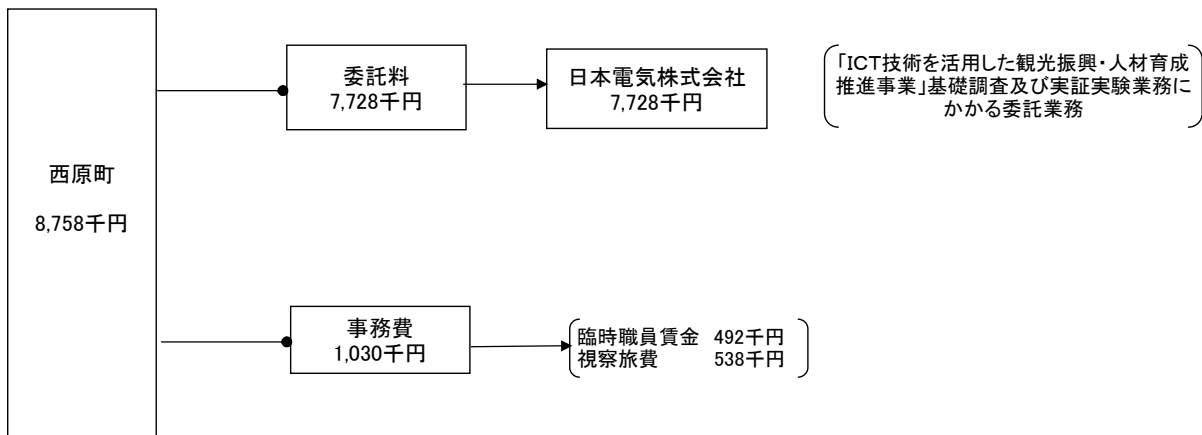 西原町
8,758千円
委託料
7,728千円
日本電気株式会社
7,728千円
「ICT技術を活用した観光振興・人材育成
推進事業」基礎調査及び実証実験業務に
かかる委託業務
事務費
1,030千円
臨時職員賃金 492千円
視察旅費 538千円